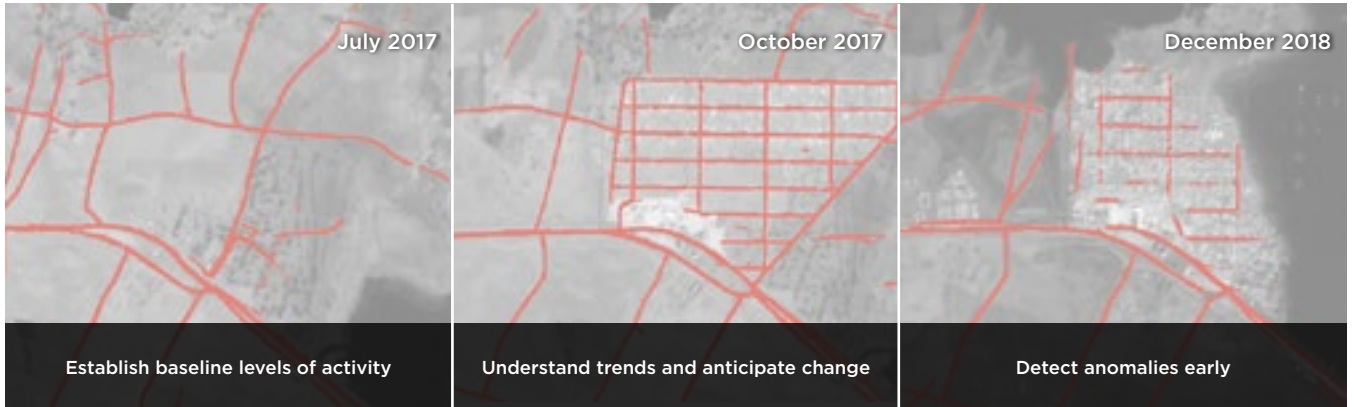 July 2017
October 2017
December 2018
Establish baseline levels of activity
Understand trends and anticipate change
Detect anomalies early